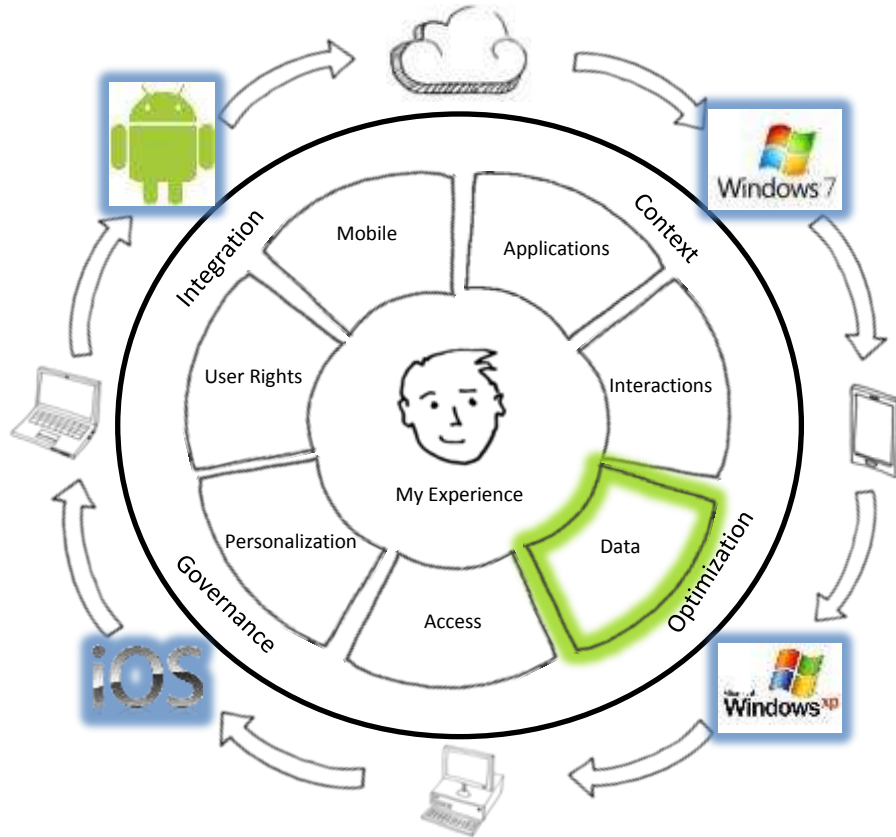 Windows 7
Integration
Context
Mobile
Applications
User Rights
Interactions
My Experience
Personalization
Data
Governance
Optimization
Access
iOS
Windows xp